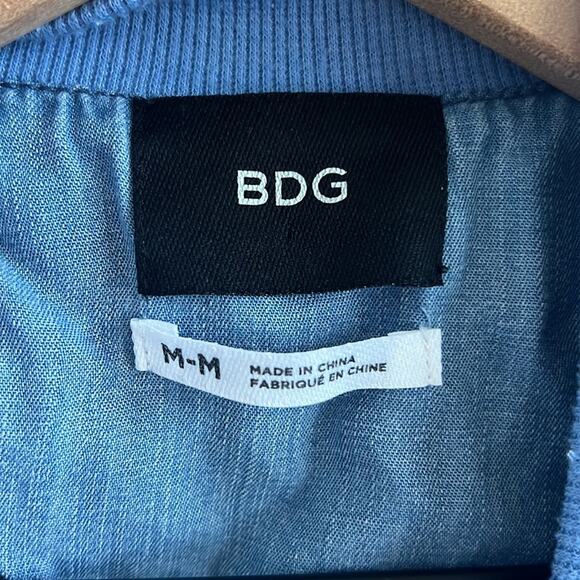 BDG
M-M
MADE IN CHINA
FABRIQUÉ EN CHINE